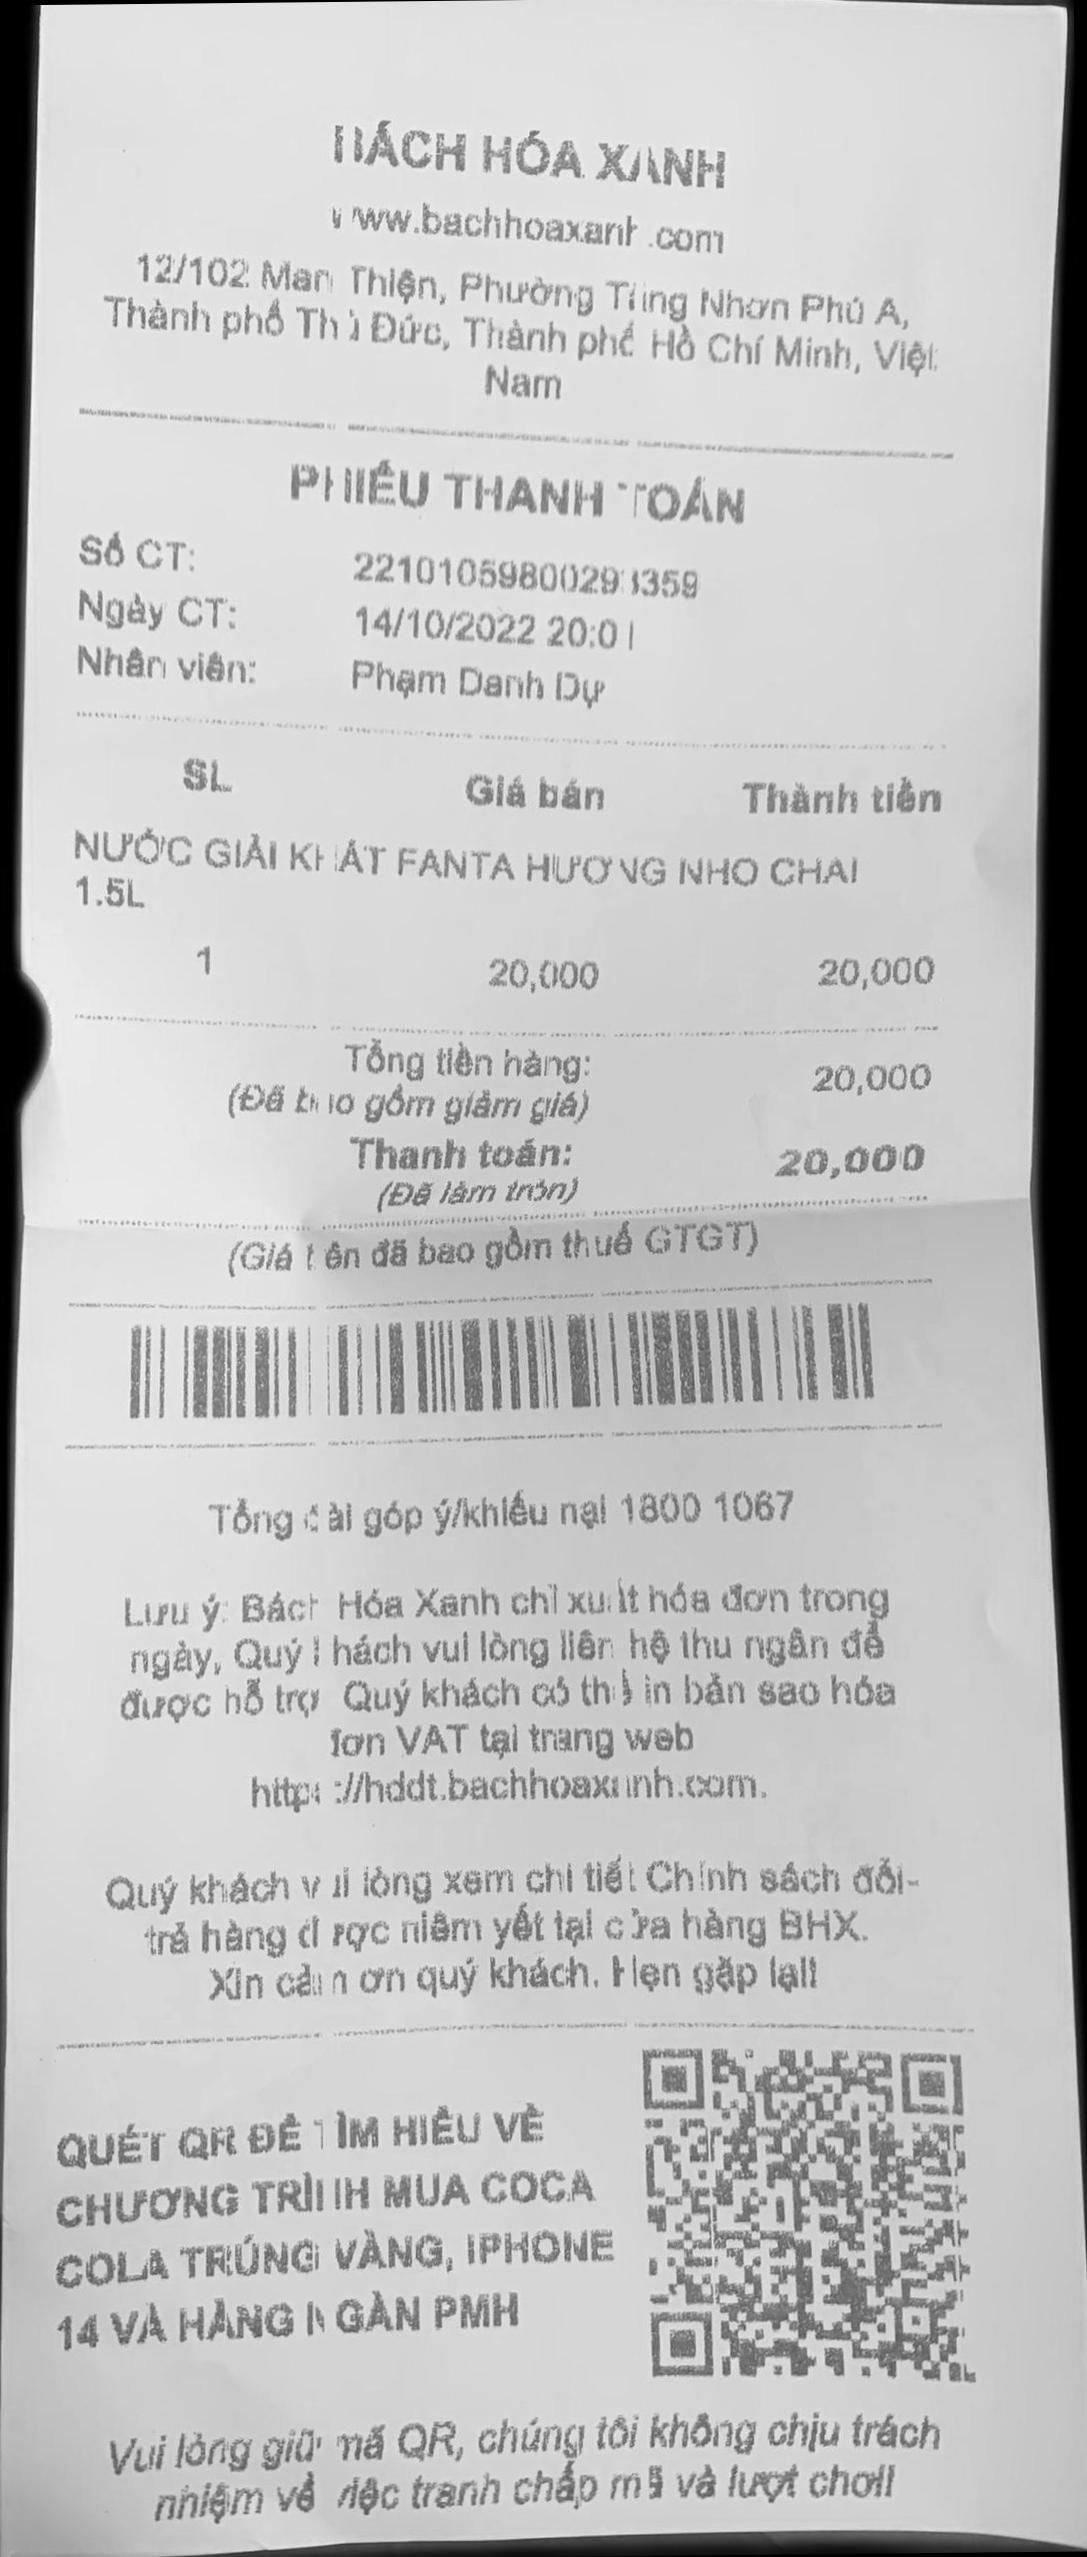 BÁCH HÓA XANH
www.bachhoaxanh.com
12/102 Man Thiện, Phường Tăng Nhơn Phú A,
Thành phố Thủ Đức, Thành phố Hồ Chí Minh, Việt
Nam
PHIẾU THANH TOÁN
Số CT:
Ngày CT: 14/10/2022
Nhân viên: Phạm Danh Dự
SL Giá bán Thành tiền
NƯỚC GIẢI KHÁT FANTA HƯƠNG NHO CHAI
1.5L
1 20,000 20,000
Tổng tiền hàng: 20,000
(Đã bao gồm giảm giá)
Thanh toán: 20,000
(Đã làm tròn)
(Giá trên đã bao gồm thuế GTGT)
Tổng đài góp ý/khiếu nại 1800 1067
Lưu ý: Bách Hóa Xanh chỉ xuất hóa đơn trong
ngày, Quý khách vui lòng liên hệ thu ngân để
được hỗ trợ. Quý khách có thể in bản sao hóa
đơn VAT tại trang web
https://hddt.bachhoaxanh.com.
Quý khách vui lòng xem chi tiết Chính sách đổi-
trả hàng được niêm yết tại cửa hàng BHX.
Xin cảm ơn quý khách. Hẹn gặp lại!
QUÉT QR ĐỂ TÌM HIỂU VỀ
CHƯƠNG TRÌNH MUA COCA
COLA TRÚNG VÀNG, IPHONE
14 VÀ HÀNG NGÀN PMH
Vui lòng giữ mã QR, chúng tôi không chịu trách
nhiệm về việc tranh chấp mã và lượt chơi!